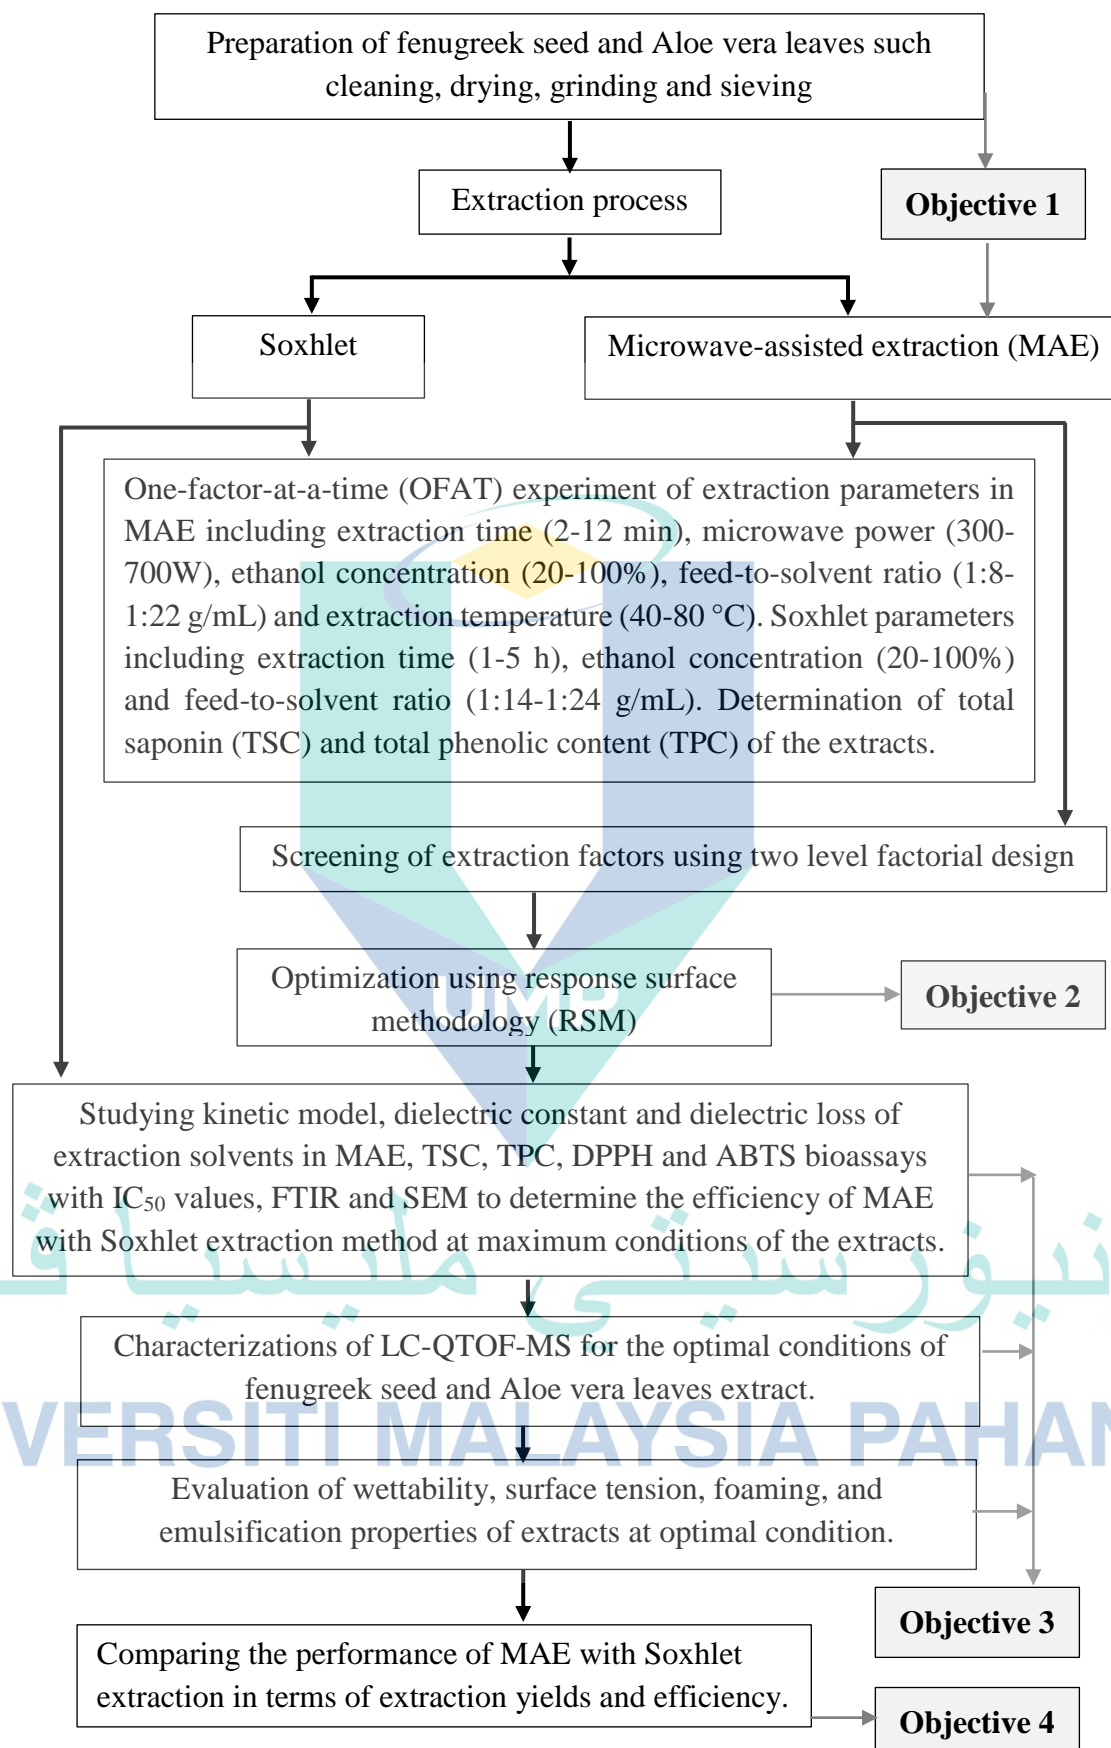 Preparation of fenugreek seed and Aloe vera leaves such
cleaning, drying, grinding and sieving
Extraction process
Objective 1
Soxhlet
Microwave-assisted extraction (MAE)
One-factor-at-a-time (OFAT) experiment of extraction parameters in
MAE including extraction time (2-12 min), microwave power (300-
700W), ethanol concentration (20-100%), feed-to-solvent ratio (1:8-
1:22 g/mL) and extraction temperature (40-80 °C). Soxhlet parameters
including extraction time (1-5 h), ethanol concentration (20-100%)
and feed-to-solvent ratio (1:14-1:24 g/mL). Determination of total
saponin (TSC) and total phenolic content (TPC) of the extracts.
Screening of extraction factors using two level factorial design
Optimization using response surface
methodology (RSM)
UMP
Objective 2
Studying kinetic model, dielectric constant and dielectric loss of
extraction solvents in MAE, TSC, TPC, DPPH and ABTS bioassays
with IC50 values, FTIR and SEM to determine the efficiency of MAE
with Soxhlet extraction method at maximum conditions of the extracts.
ونيۏرسيتي مليسيا ڤ
Characterizations of LC-QTOF-MS for the optimal conditions of
fenugreek seed and Aloe vera leaves extract.
VERSITI MALAYSIA PAHAN
Evaluation of wettability, surface tension, foaming, and
emulsification properties of extracts at optimal condition.
Objective 3
Comparing the performance of MAE with Soxhlet
extraction in terms of extraction yields and efficiency.
Objective 4